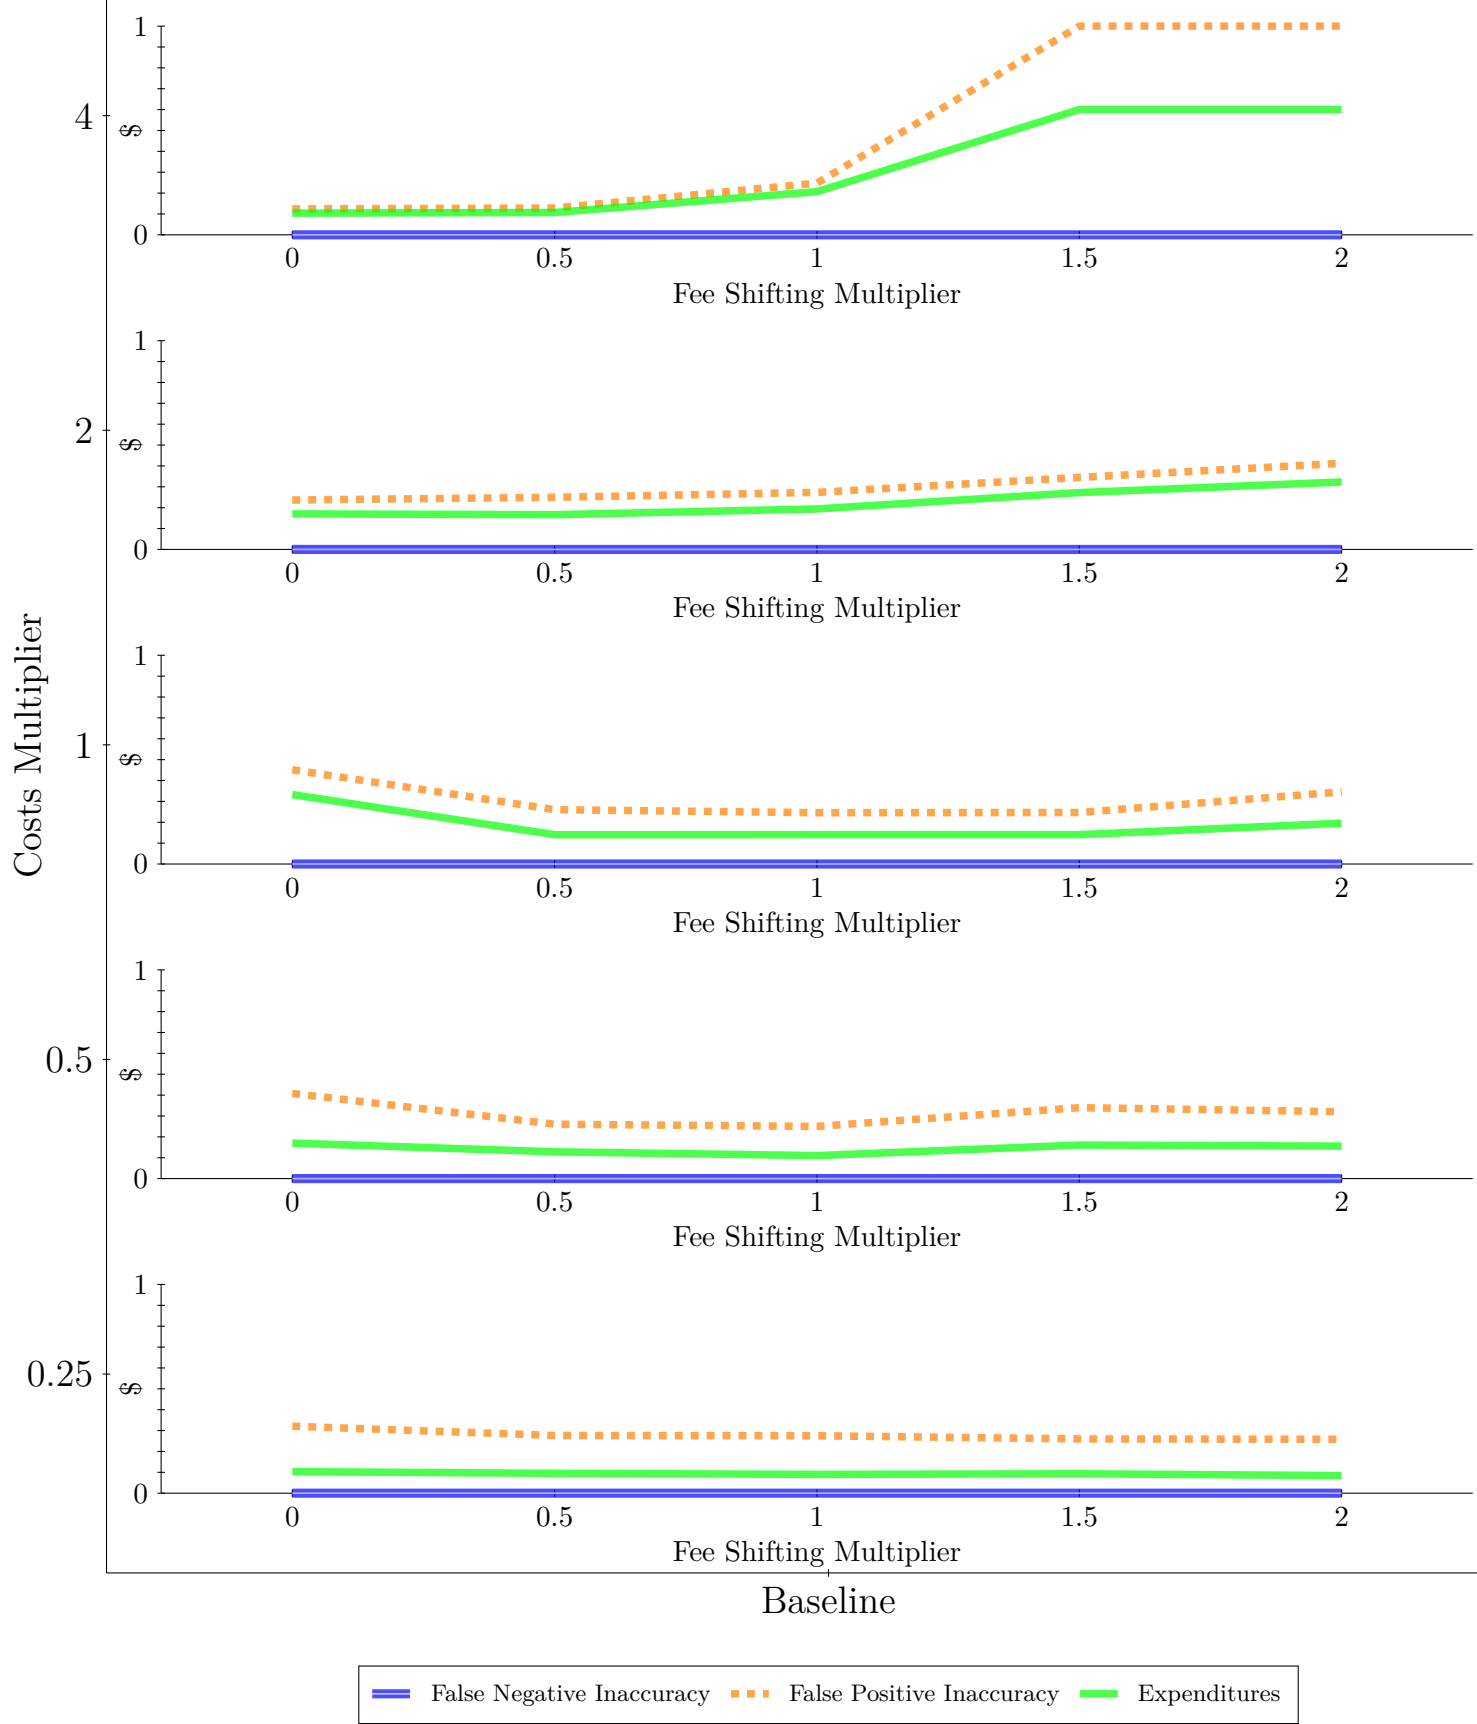 Costs Multiplier
4
1
$
0
0 0.5 1 1.5 2
Fee Shifting Multiplier
2
1
$
0
0 0.5 1 1.5 2
Fee Shifting Multiplier
1
1
$
0
0 0.5 1 1.5 2
Fee Shifting Multiplier
0.5
1
$
0
0 0.5 1 1.5 2
Fee Shifting Multiplier
0.25
1
$
0
0 0.5 1 1.5 2
Fee Shifting Multiplier
Baseline
False Negative Inaccuracy False Positive Inaccuracy Expenditures